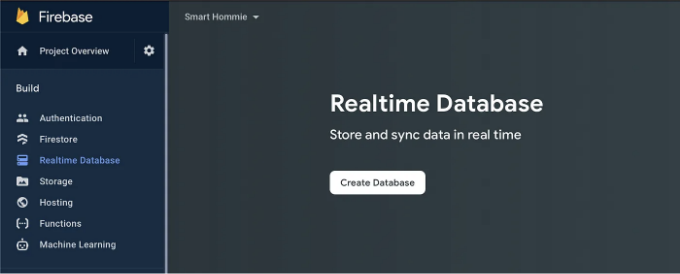 Firebase
Smart Hommie
Project Overview
Build
Authentication
Firestore
Realtime Database
Storage
Hosting
Functions
Machine Learning
Realtime Database
Store and sync data in real time
Create Database